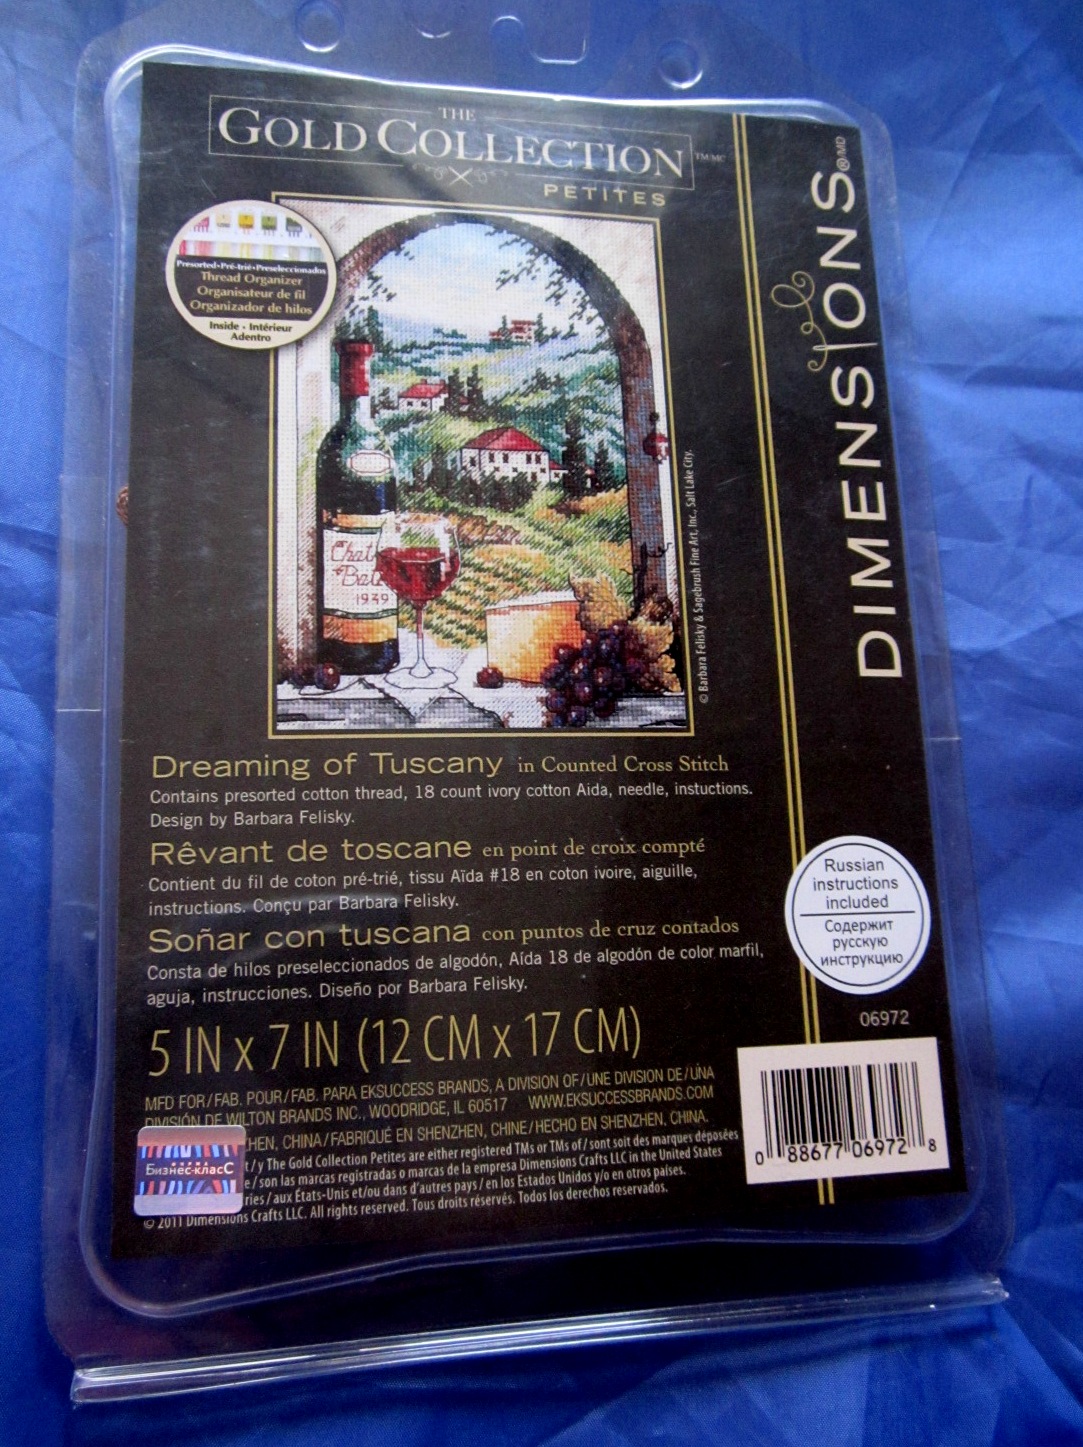 THE
GOLD COLLECTION
TM/MC
PETITES
DIMENSIONS
®/MD
Presorted•Pré-trié•Preseleccionados
Thread Organizer
Organisateur de fil
Organizador de hilos
Inside • Intérieur
Adentro
1939
© Barbara Felisky & Sagebrush Fine Art, Inc., Salt Lake City.
Dreaming of Tuscany in Counted Cross Stitch
Contains presorted cotton thread, 18 count ivory cotton Aida, needle, instuctions.
Design by Barbara Felisky.
Rêvant de toscane en point de croix compté
Contient du fil de coton pré-trié, tissu Aïda #18 en coton ivoire, aiguille,
instructions. Conçu par Barbara Felisky.
Soñar con tuscana con puntos de cruz contados
Consta de hilos preseleccionados de algodón, Aída 18 de algodón de color marfil,
aguja, instrucciones. Diseño por Barbara Felisky.
Russian
instructions
included
Содержит
русскую
инструкцию
06972
5 IN x 7 IN (12 CM x 17 CM)
MFD FOR/FAB. POUR/FAB. PARA EKSUCCESS BRANDS, A DIVISION OF/UNE DIVISION DE/UNA
DIVISIÓN DE WILTON BRANDS INC., WOODRIDGE, IL 60517 WWW.EKSUCCESSBRANDS.COM
HEN, CHINA/FABRIQUÉ EN SHENZHEN, CHINE/HECHO EN SHENZHEN, CHINA.
t/y The Gold Collection Petites are either registered TMs or TMs of/sont soit des marques déposées
e/son las marcas registradas o marcas de la empresa Dimensions Crafts LLC in the United States
ries/aux États-Unis et/ou dans d'autres pays/en los Estados Unidos y/o en otros países.
© 2011 Dimensions Crafts LLC. All rights reserved. Tous droits réservés. Todos los derechos reservados.
ФИРМА
Бизнес-класС
0 88677 06972 8